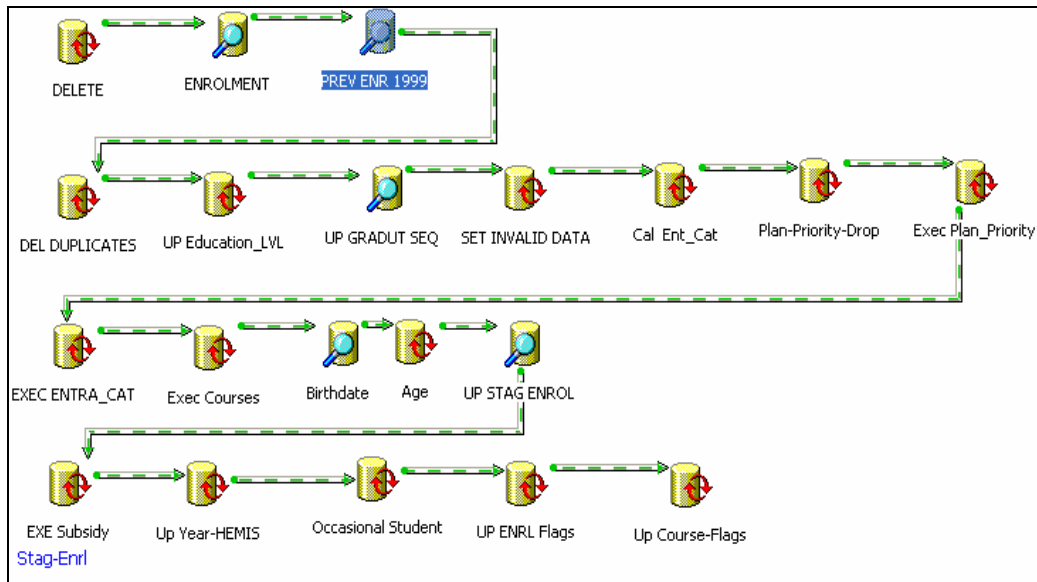 DELETE
ENROLMENT
PREV ENR 1999
DEL DUPLICATES
UP Education_LVL
UP GRADUT SEQ
SET INVALID DATA
Cal Ent_Cat
Plan-Priority-Drop
Exec Plan_Priority
EXEC ENTRA_CAT
Exec Courses
Birthdate
Age
UP STAG ENROL
EXE Subsidy
Up Year-HEMIS
Occasional Student
UP ENRL Flags
Up Course-Flags
Stag-Enrl